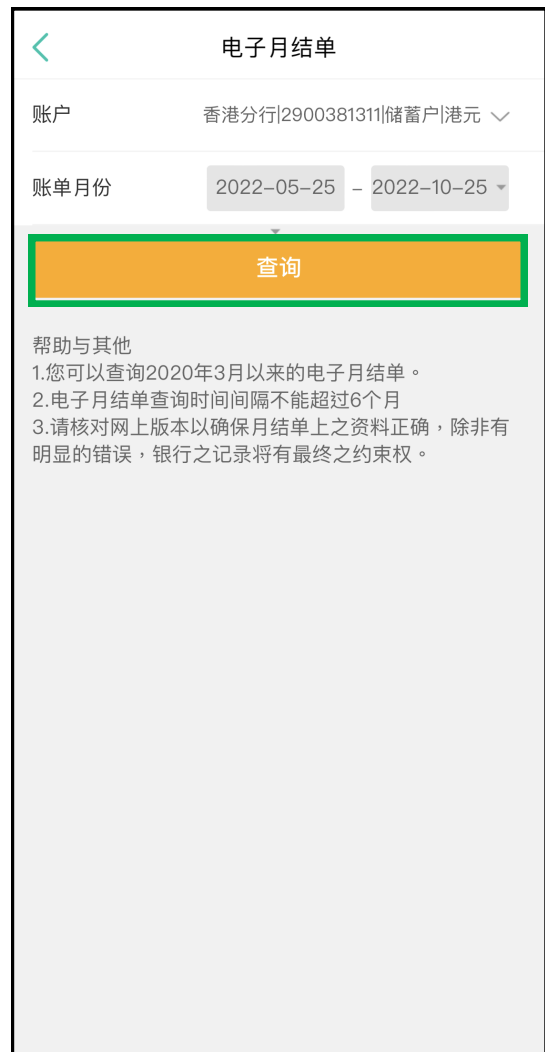 电子月结单
账户 香港分行|2900381311|储蓄户|港元
账单月份 2022-05-25 - 2022-10-25
查询
帮助与其他
1.您可以查询2020年3月以来的电子月结单。
2.电子月结单查询时间间隔不能超过6个月
3.请核对网上版本以确保月结单上之资料正确，除非有
明显的错误，银行之记录将有最终之约束权。